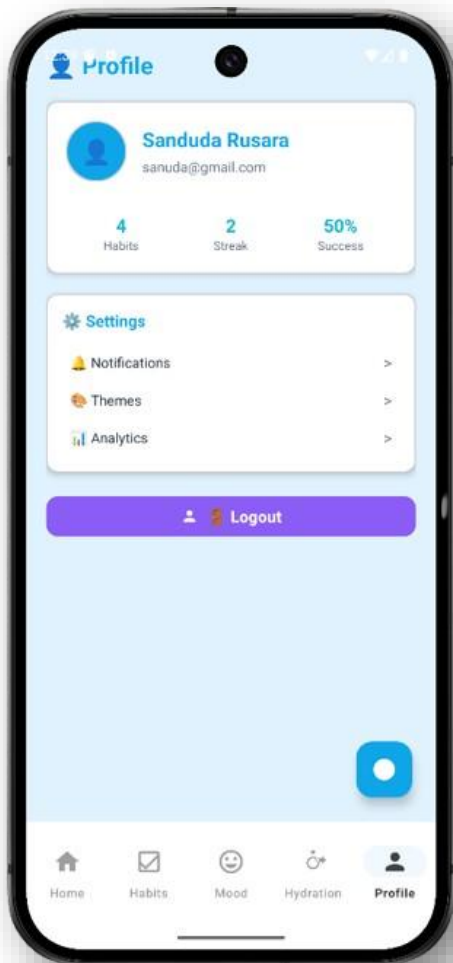 Profile
Sanduda Rusara
sanuda@gmail.com
4 2 50%
Habits Streak Success
Settings
Notifications >
Themes >
Analytics >
Logout
Home Habits Mood Hydration Profile